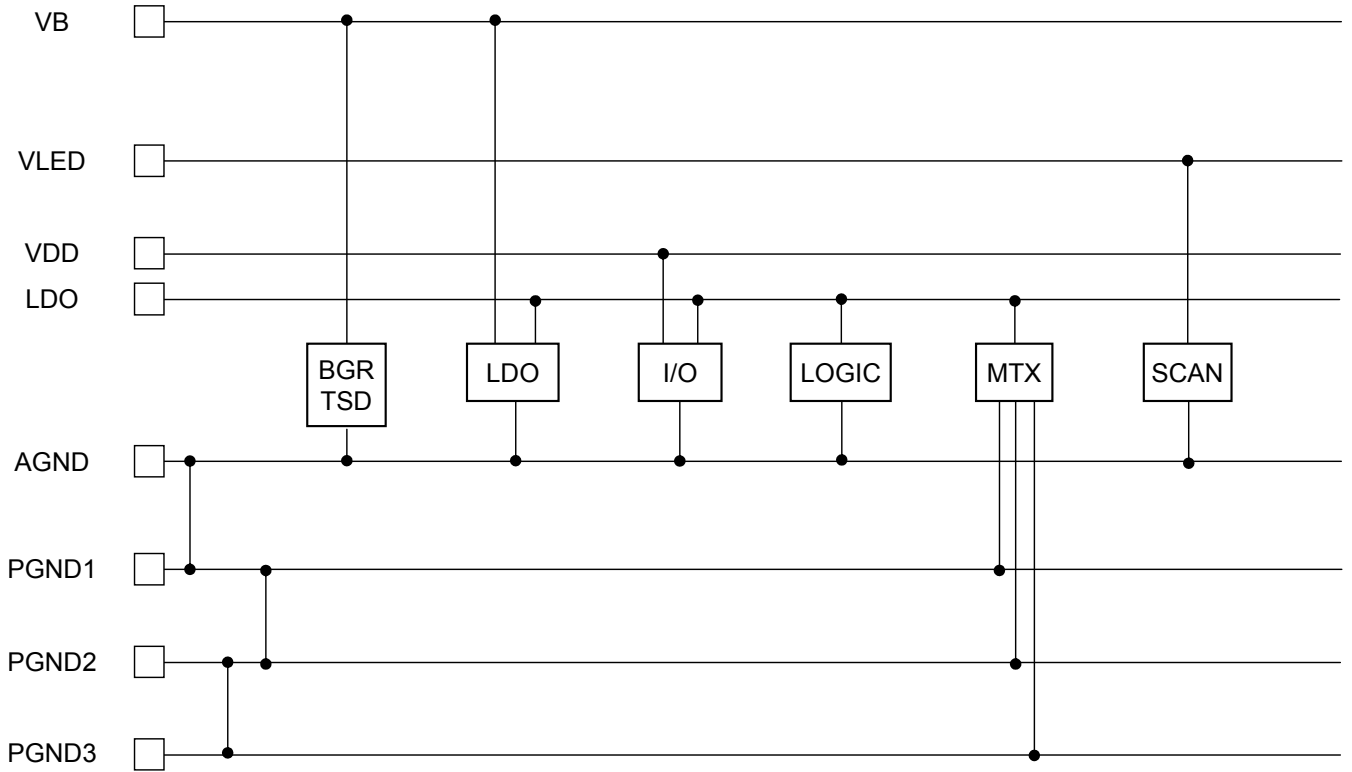 VB
VLED
VDD
LDO
BGR
TSD
LDO
I/O
LOGIC
MTX
SCAN
AGND
PGND1
PGND2
PGND3